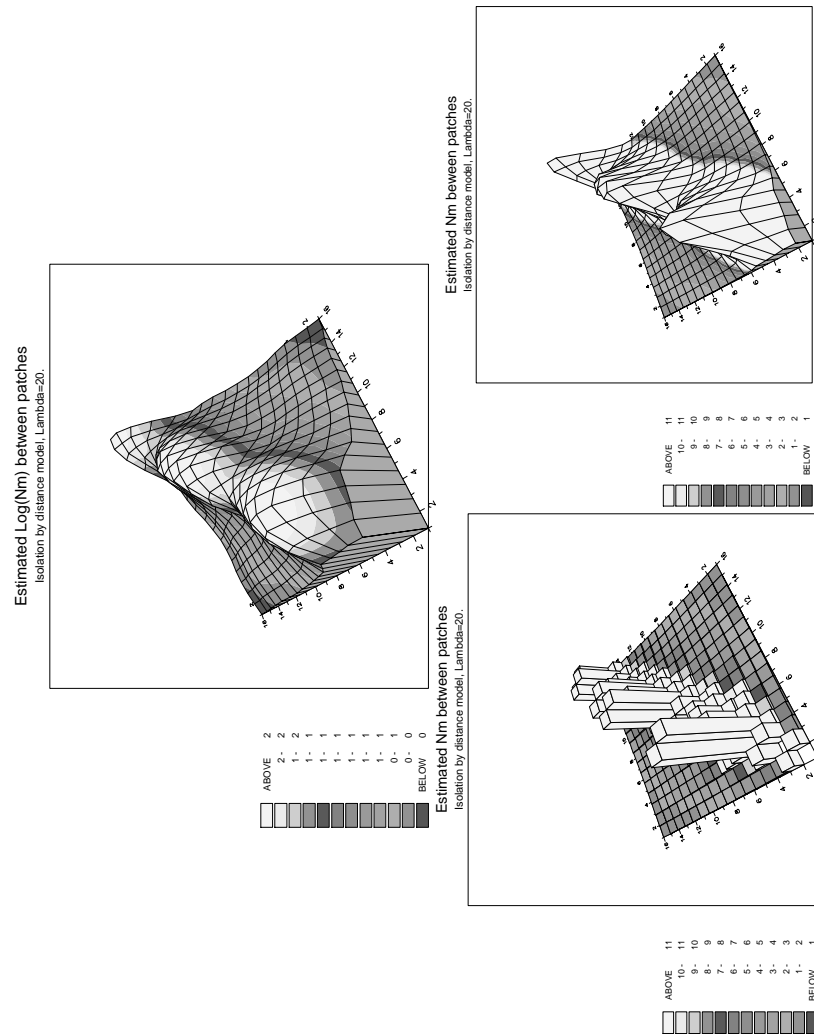 Estimated Log(Nm) between patches
Isolation by distance model, Lambda=20.
ABOVE 2
2 - 2
1 - 2
1 - 1
1 - 1
1 - 1
1 - 1
1 - 1
1 - 1
0 - 1
0 - 0
BELOW 0
Estimated Nm between patches
Isolation by distance model, Lambda=20.
ABOVE 11
10 - 11
9 - 10
8 - 9
7 - 8
6 - 7
5 - 6
4 - 5
3 - 4
2 - 3
1 - 2
BELOW 1
Estimated Nm beween patches
Isolation by distance model, Lambda=20.
ABOVE 11
10 - 11
9 - 10
8 - 9
7 - 8
6 - 7
5 - 6
4 - 5
3 - 4
2 - 3
1 - 2
BELOW 1